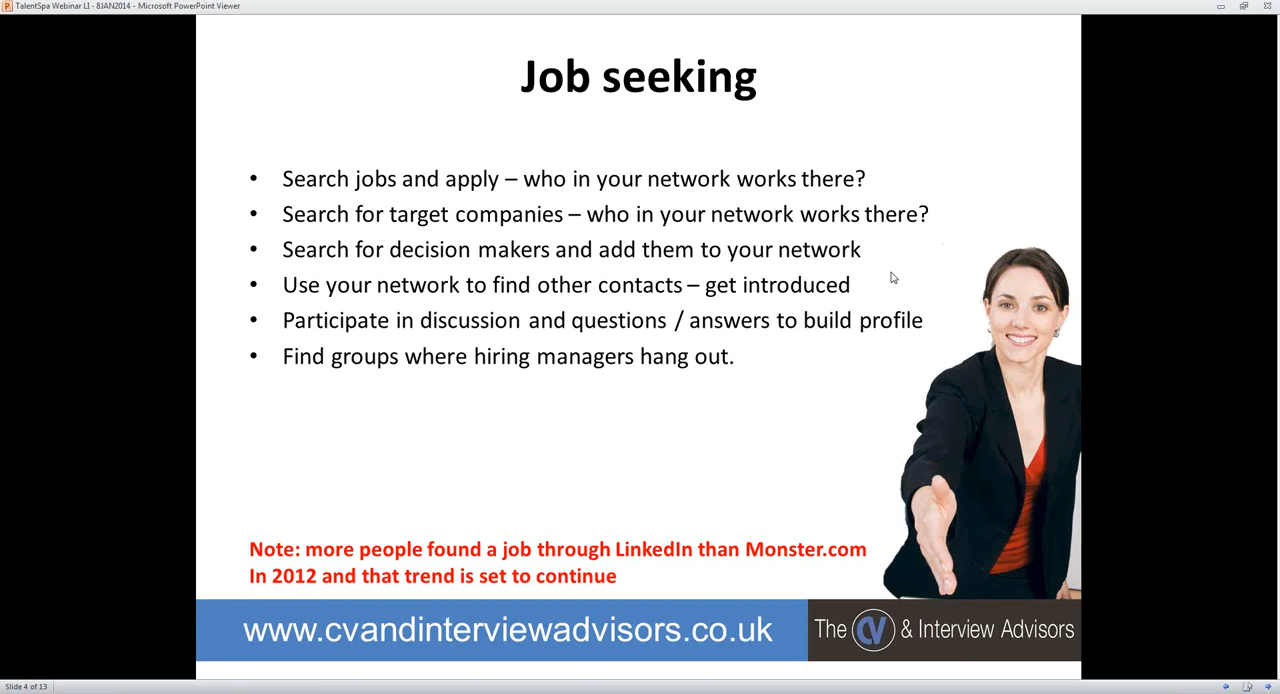 TalentSpa Webinar LI - 8JAN2014 - Microsoft PowerPoint Viewer
Job seeking
• Search jobs and apply – who in your network works there?
• Search for target companies – who in your network works there?
• Search for decision makers and add them to your network
• Use your network to find other contacts – get introduced
• Participate in discussion and questions / answers to build profile
• Find groups where hiring managers hang out.
Note: more people found a job through LinkedIn than Monster.com
In 2012 and that trend is set to continue
www.cvandinterviewadvisors.co.uk
The CV & Interview Advisors
Slide 4 of 13